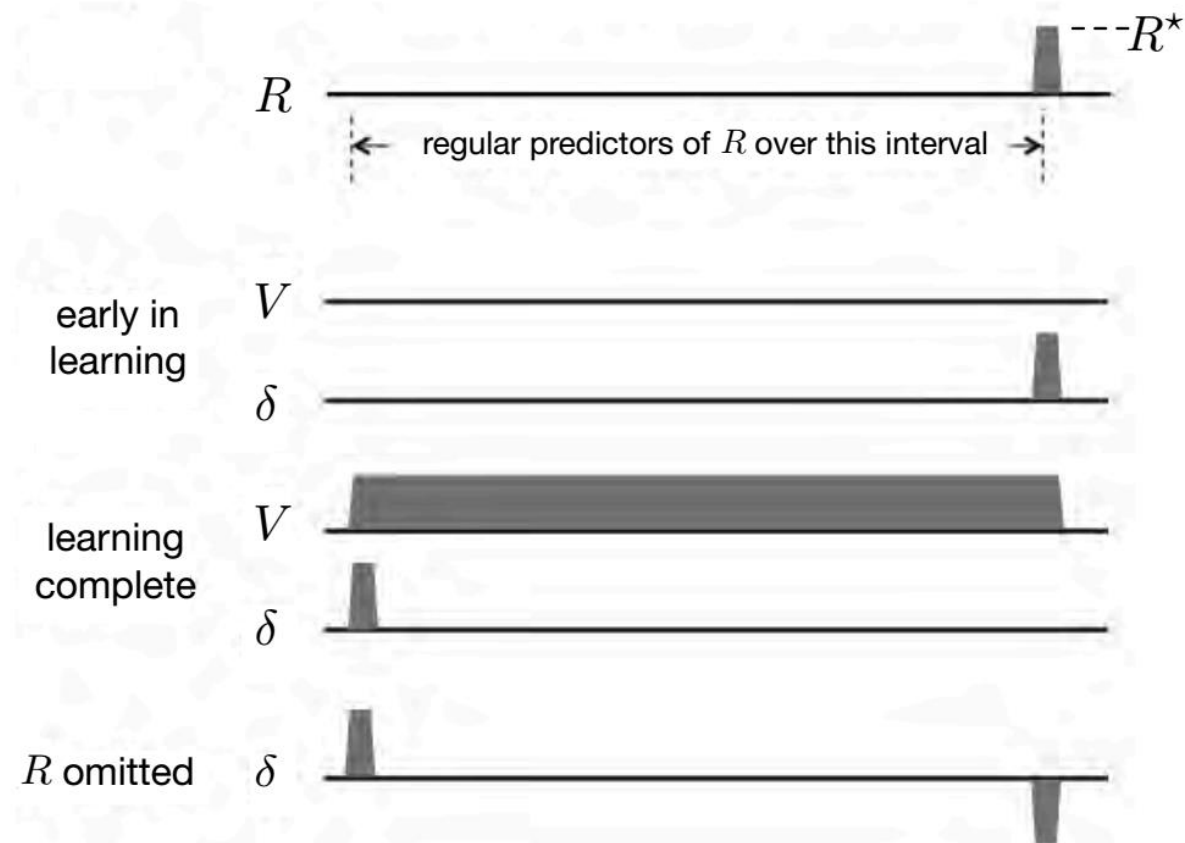 R
R⋆
regular predictors of R over this interval
early in
learning
V
δ
learning
complete
V
δ
R omitted
δ